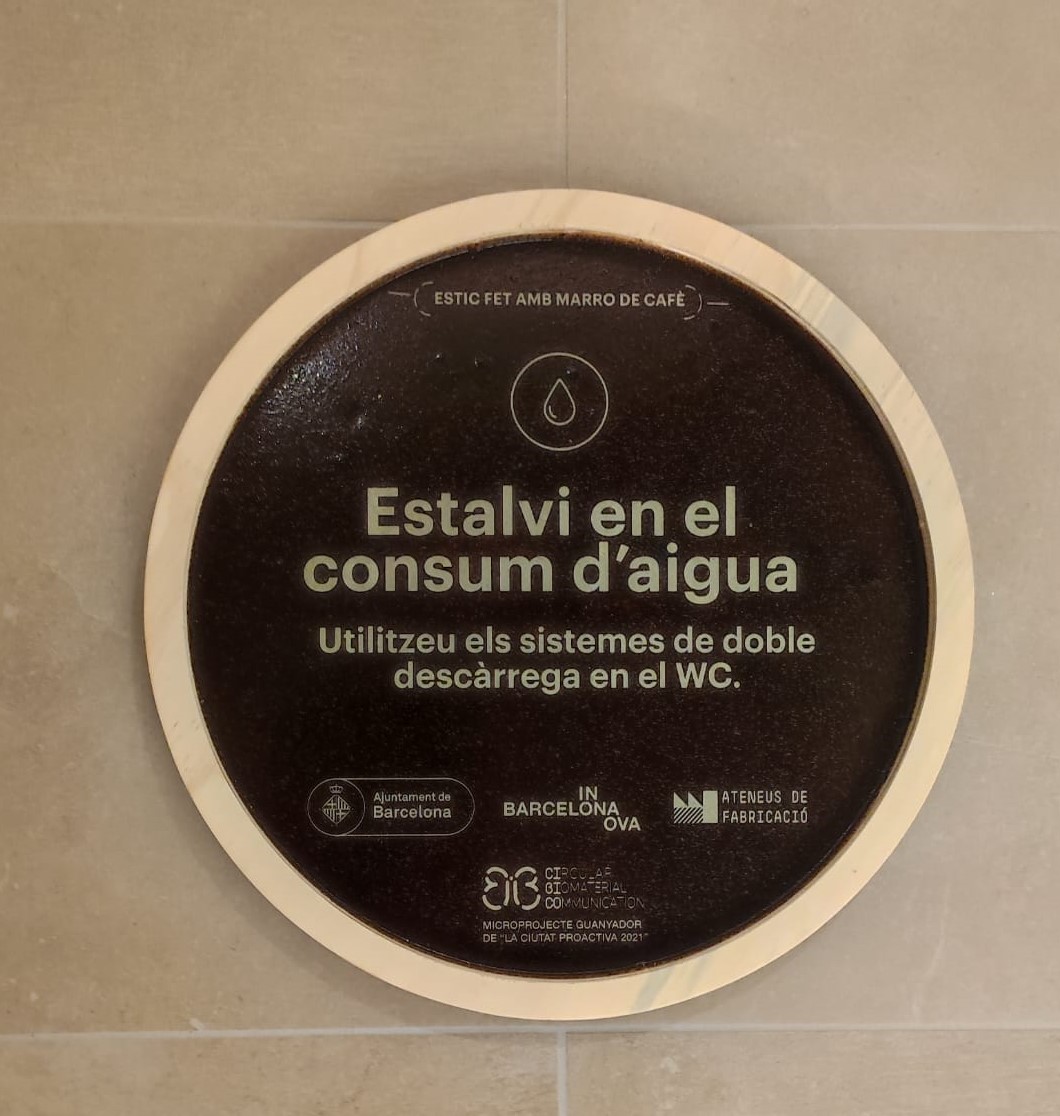 ESTIC FET AMB MARRO DE CAFÈ
Estalvi en el
consum d'aigua
Utilitzeu els sistemes de doble
descàrrega en el WC.
Ajuntament de
Barcelona
IN
BARCELONA
OVA
ATENEUS DE
FABRICACIÓ
CIRCULAR
BIOMATERIAL
COMMUNICATION
MICROPROJECTE GUANYADOR
DE "LA CIUTAT PROACTIVA 2021"